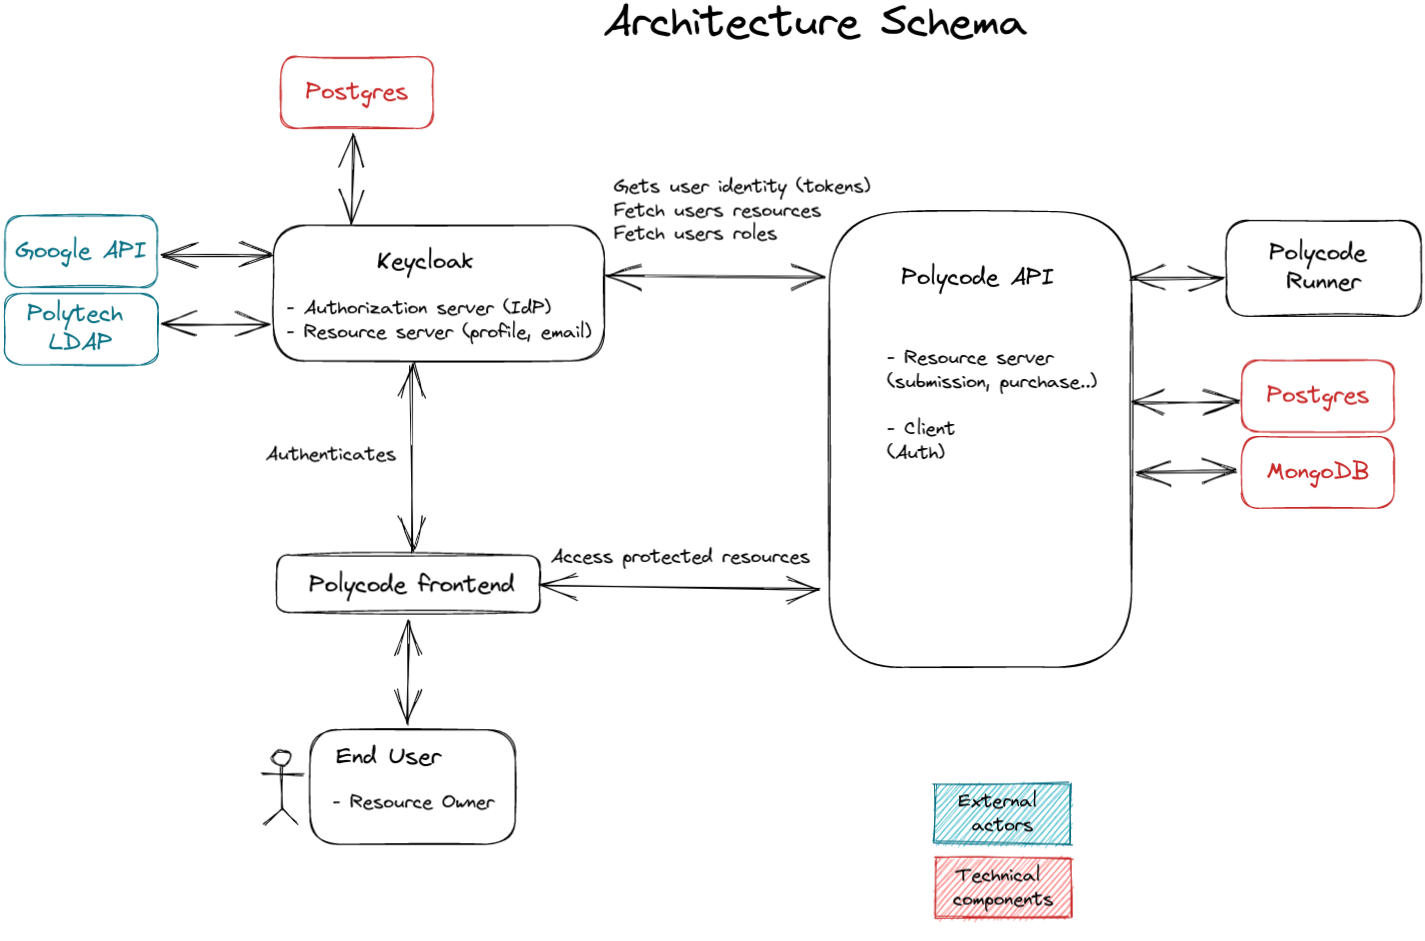 Architecture Schema
Postgres
Gets user identity (tokens)
Fetch users resources
Fetch users roles
Google API
Polytech
LDAP
Keycloak
- Authorization server (IdP)
- Resource server (profile, email)
Polycode API
- Resource server
(submission, purchase..)
- Client
(Auth)
Polycode
Runner
Postgres
MongoDB
Authenticates
Polycode frontend
Access protected resources
End User
- Resource Owner
External
actors
Technical
components